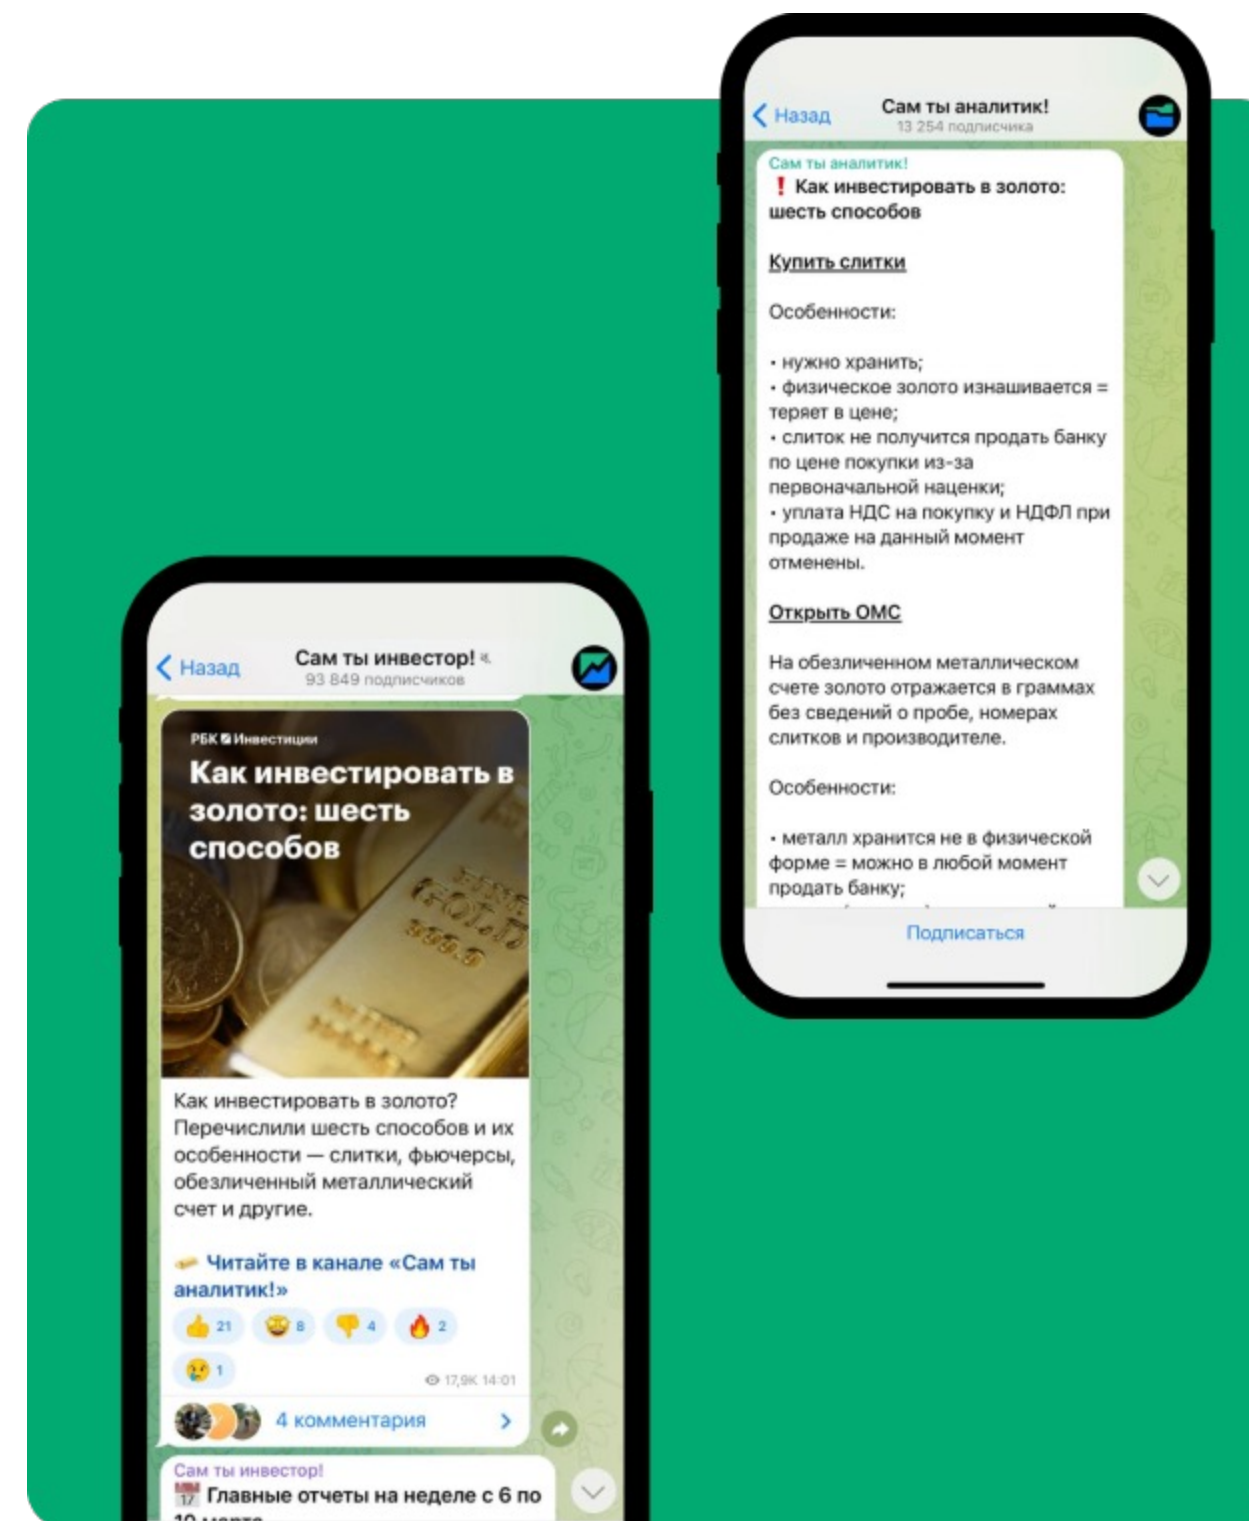 Назад
Сам ты аналитик!
13 254 подписчика
Сам ты аналитик!
❗ Как инвестировать в золото:
шесть способов
Купить слитки
Особенности:
• нужно хранить;
• физическое золото изнашивается =
теряет в цене;
• слиток не получится продать банку
по цене покупки из-за
первоначальной наценки;
• уплата НДС на покупку и НДФЛ при
продаже на данный момент
отменены.
Открыть ОМС
На обезличенном металлическом
счете золото отражается в граммах
без сведений о пробе, номерах
слитков и производителе.
Особенности:
• металл хранится не в физической
форме = можно в любой момент
продать банку;
Подписаться
Назад
Сам ты инвестор!
93 849 подписчиков
РБК Инвестиции
Как инвестировать в
золото: шесть
способов
FINE
GOLD
999.9
Как инвестировать в золото?
Перечислили шесть способов и их
особенности — слитки, фьючерсы,
обезличенный металлический
счет и другие.
Читайте в канале «Сам ты
аналитик!»
👍 21 🤩 8 👎 4 🔥 2
😢 1
17,9K 14:01
4 комментария
Сам ты инвестор!
📅 Главные отчеты на неделе с 6 по